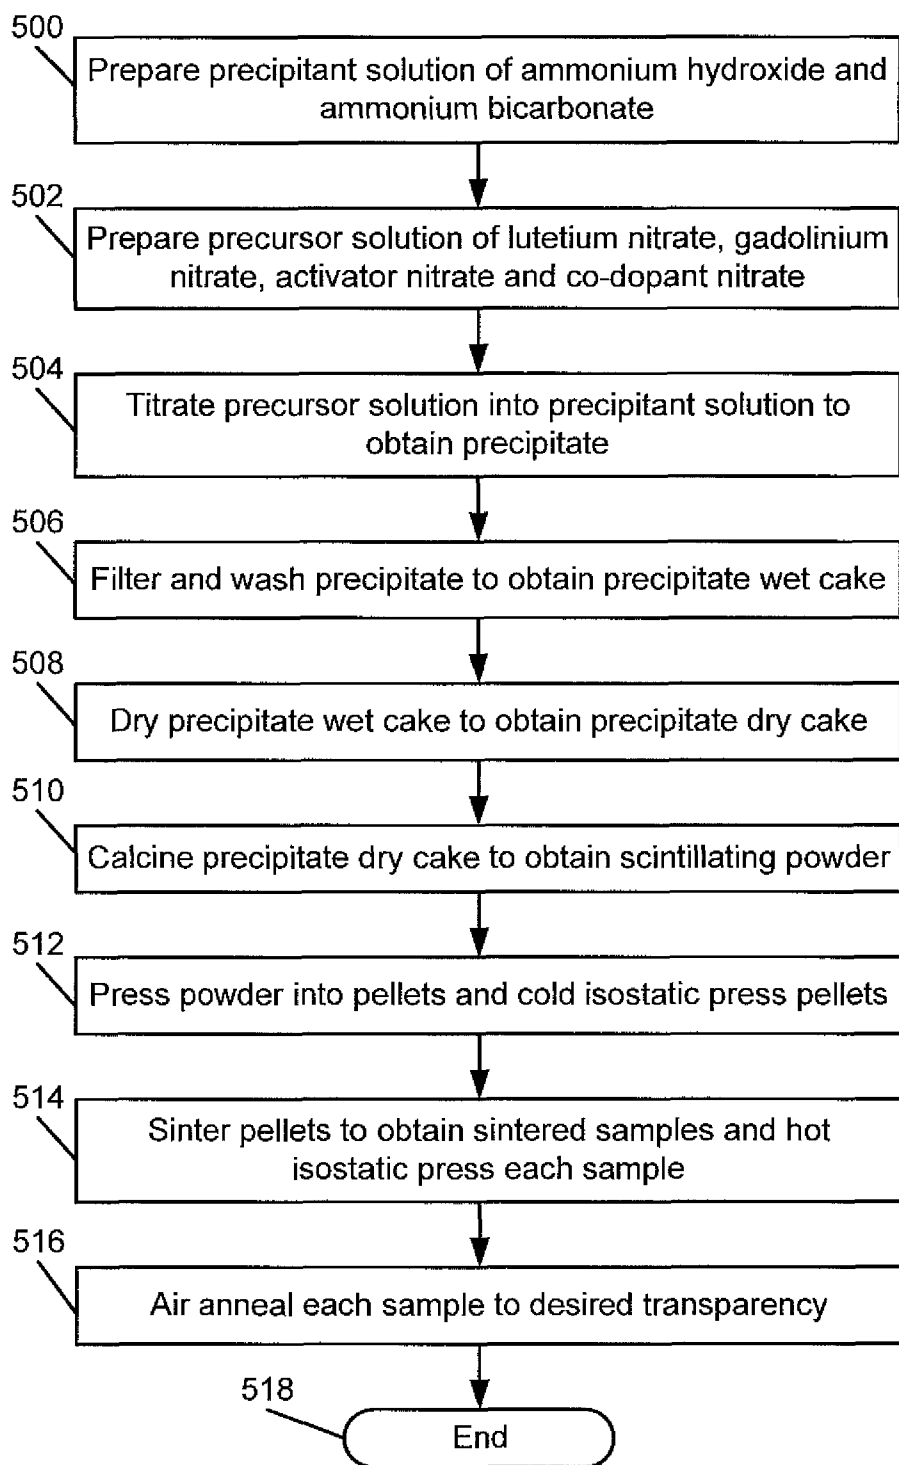 500
Prepare precipitant solution of ammonium hydroxide and
ammonium bicarbonate
502
Prepare precursor solution of lutetium nitrate, gadolinium
nitrate, activator nitrate and co-dopant nitrate
504
Titrate precursor solution into precipitant solution to
obtain precipitate
506
Filter and wash precipitate to obtain precipitate wet cake
508
Dry precipitate wet cake to obtain precipitate dry cake
510
Calcine precipitate dry cake to obtain scintillating powder
512
Press powder into pellets and cold isostatic press pellets
514
Sinter pellets to obtain sintered samples and hot
isostatic press each sample
516
Air anneal each sample to desired transparency
518
End